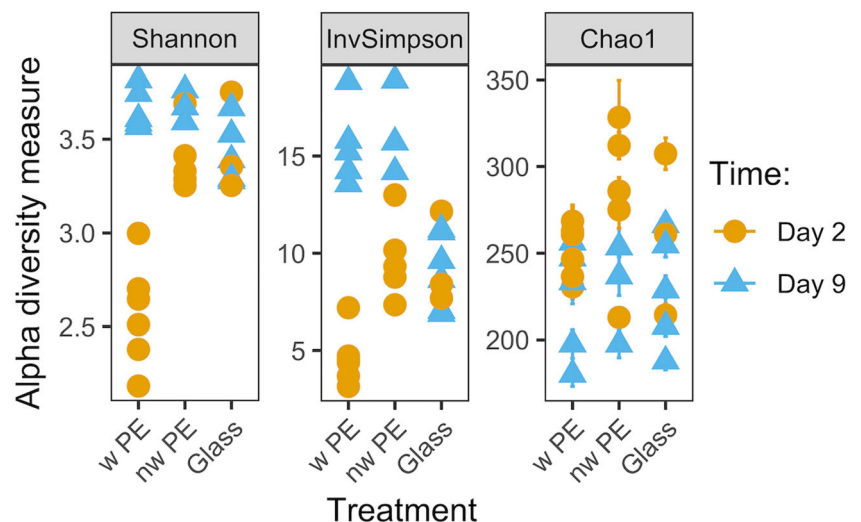 Shannon
InvSimpson
Chao1
Alpha diversity measure
3.5
3.0
2.5
15
10
5
350
300
250
200
w PE
nw PE
Glass
w PE
nw PE
Glass
w PE
nw PE
Glass
Treatment
Time:
Day 2
Day 9